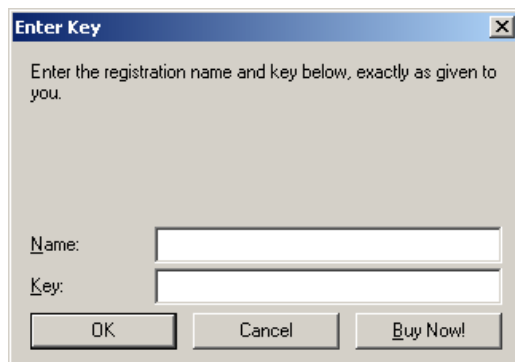 Enter Key
Enter the registration name and key below, exactly as given to
you.
Name:
Key:
OK Cancel Buy Now!